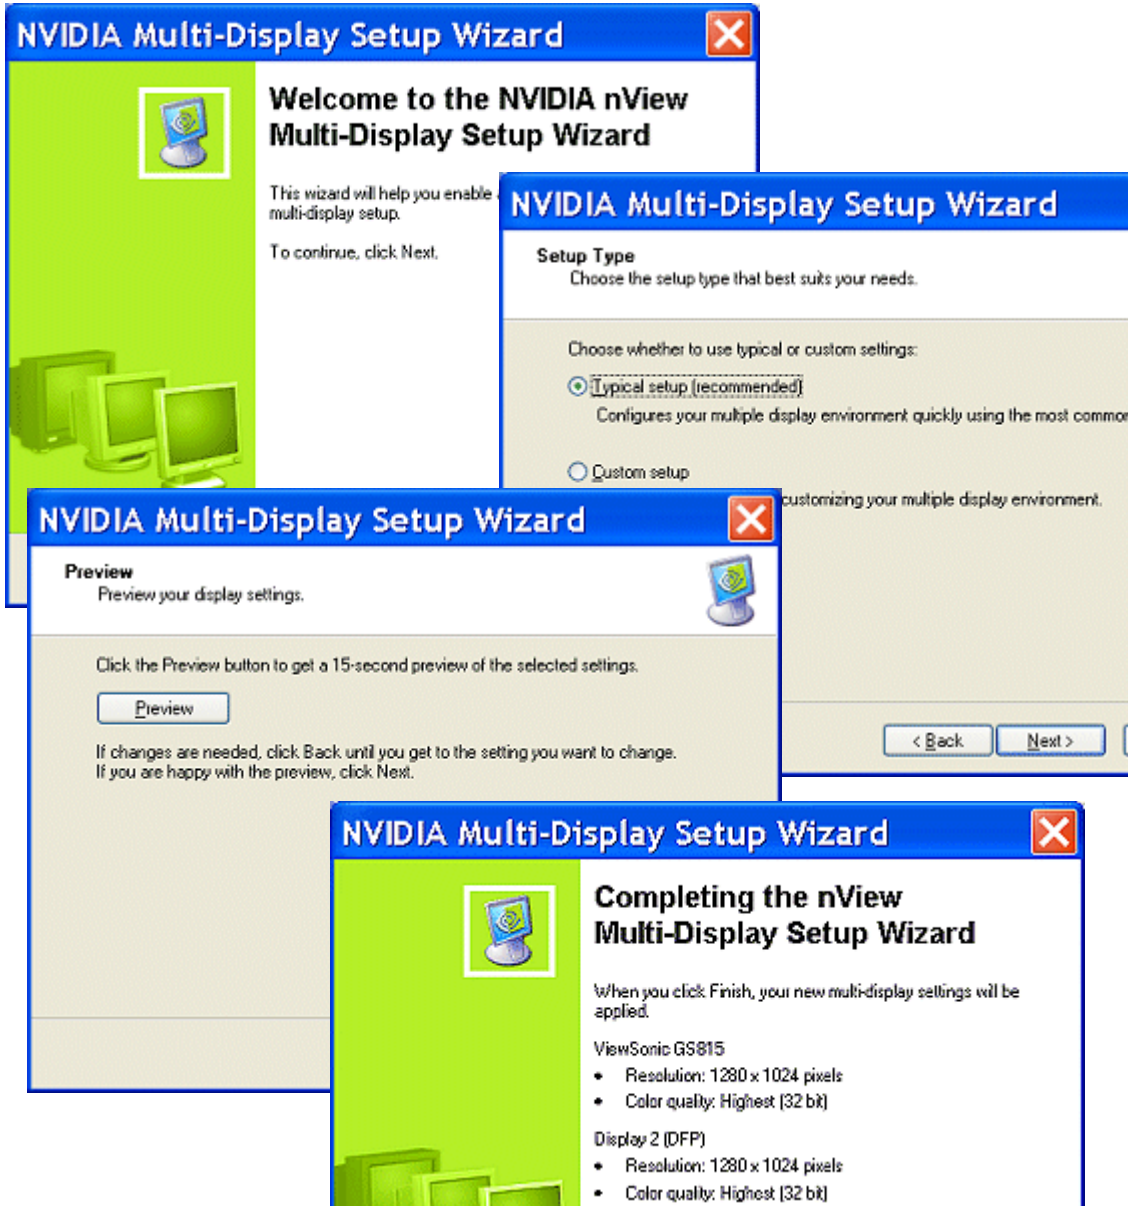 NVIDIA Multi-Display Setup Wizard
Welcome to the NVIDIA nView
Multi-Display Setup Wizard
This wizard will help you enable
multi-display setup.
To continue, click Next.
NVIDIA Multi-Display Setup Wizard
Setup Type
Choose the setup type that best suits your needs.
Choose whether to use typical or custom settings:
Typical setup (recommended)
Configures your multiple display environment quickly using the most common
Custom setup
customizing your multiple display environment.
< Back
Next >
NVIDIA Multi-Display Setup Wizard
Preview
Preview your display settings.
Click the Preview button to get a 15-second preview of the selected settings.
Preview
If changes are needed, click Back until you get to the setting you want to change.
If you are happy with the preview, click Next.
NVIDIA Multi-Display Setup Wizard
Completing the nView
Multi-Display Setup Wizard
When you click Finish, your new multi-display settings will be
applied.
ViewSonic GS815
• Resolution: 1280 x 1024 pixels
• Color quality: Highest (32 bit)
Display 2 (DFP)
• Resolution: 1280 x 1024 pixels
• Color quality: Highest (32 bit)